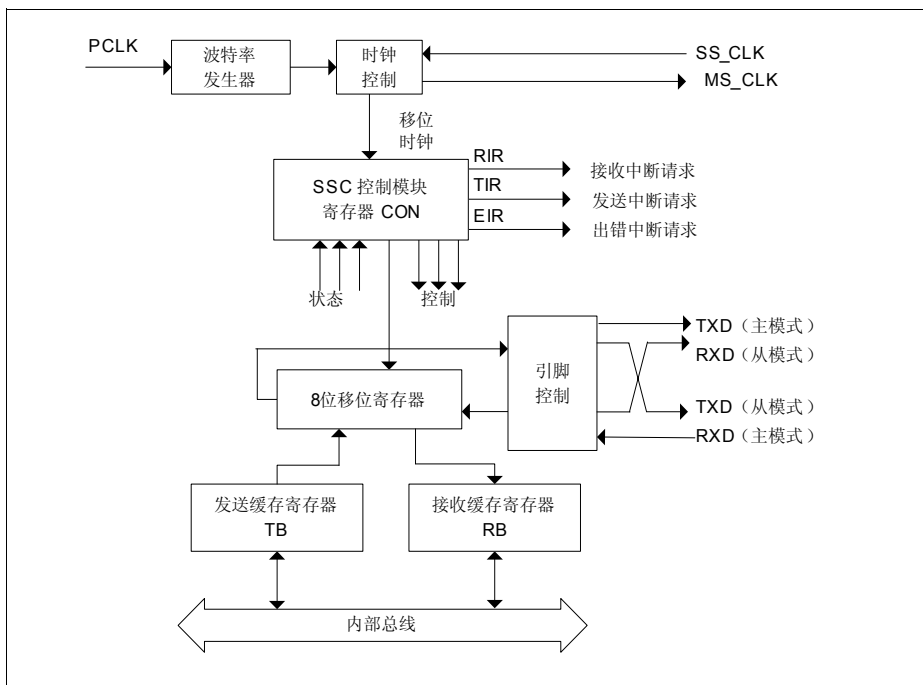 PCLK
波特率
发生器
时钟
控制
SS_CLK
MS_CLK
移位
时钟
SSC 控制模块
寄存器 CON
RIR
接收中断请求
TIR
发送中断请求
EIR
出错中断请求
状态
控制
8位移位寄存器
引脚
控制
TXD（主模式）
RXD（从模式）
TXD（从模式）
RXD（主模式）
发送缓存寄存器
TB
接收缓存寄存器
RB
内部总线